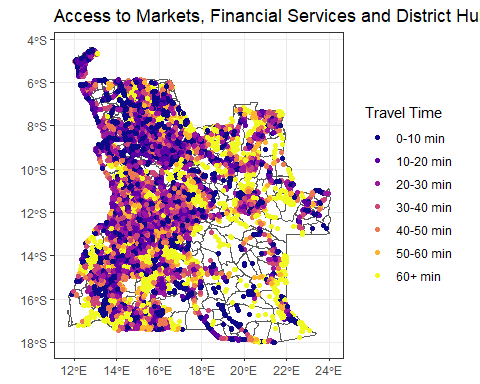 Access to Markets, Financial Services and District Hu
4°S
6°S
8°S
10°S
12°S
14°S
16°S
18°S
12°E
14°E
16°E
18°E
20°E
22°E
24°E
Travel Time
0-10 min
10-20 min
20-30 min
30-40 min
40-50 min
50-60 min
60+ min